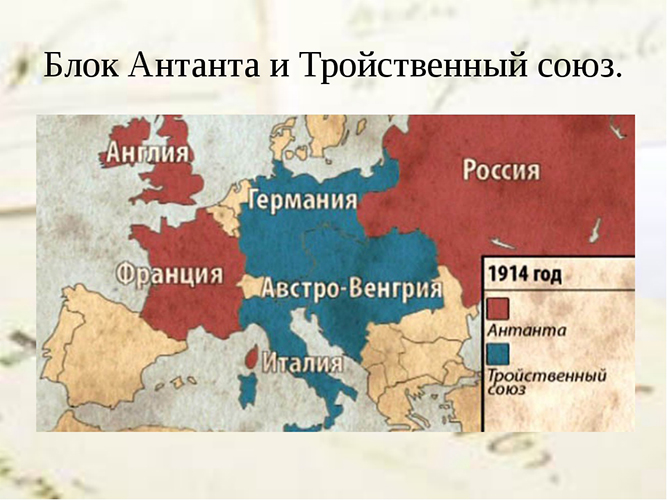 Блок Антанта и Тройственный союз.
Англия
Россия
Германия
Франция
Австро-Венгрия
Италия
1914 год
Антанта
Тройственный
союз